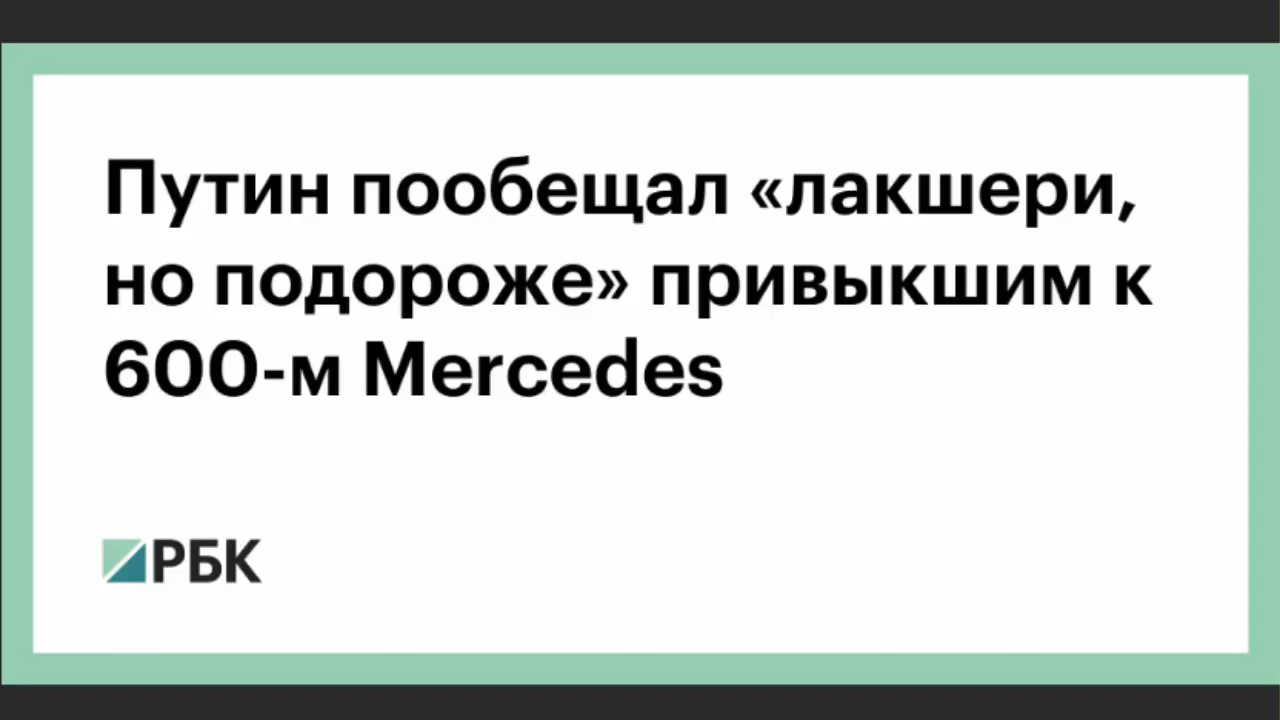 Путин пообещал «лакшери,
но подороже» привыкшим к
600-м Mercedes
РБК